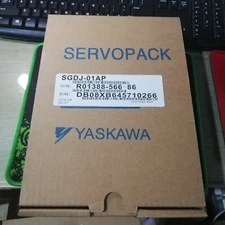 SERVOPACK
SGDJ-01AP
R01388-566 86
DB08XB645710266
YASKAWA